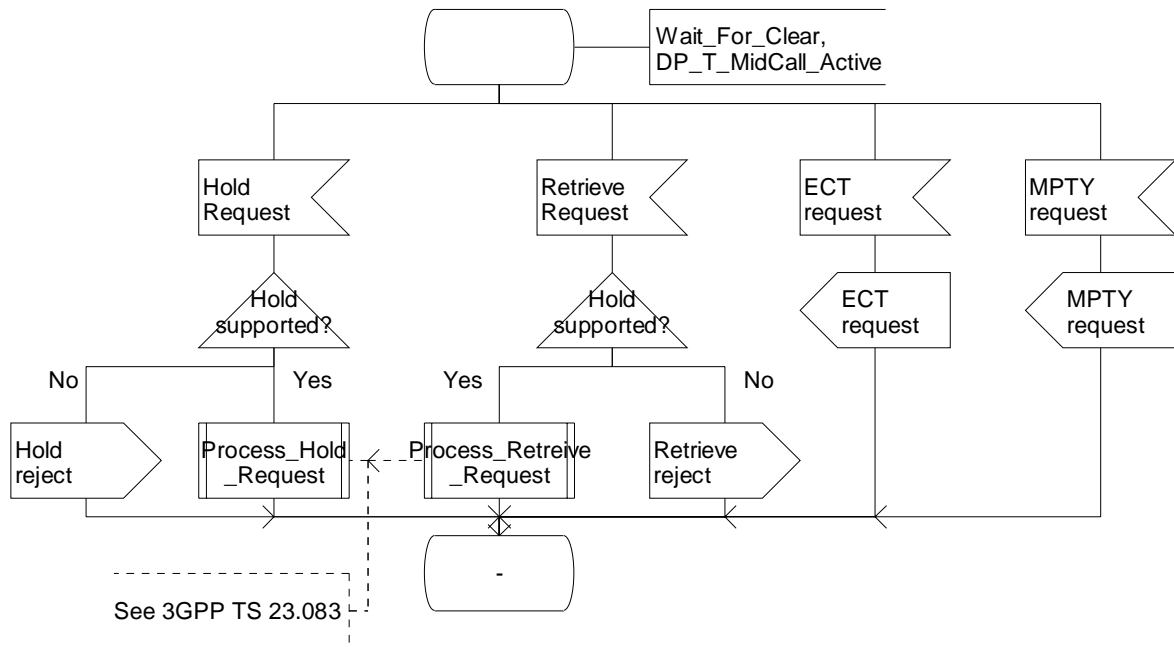 Wait_For_Clear,
DP_T_MidCall_Active
Hold
Request
Retrieve
Request
ECT
request
MPTY
request
Hold
supported?
Hold
supported?
ECT
request
MPTY
request
No
Yes
Yes
No
Hold
reject
Process_Hold
_Request
Process_Retreive
_Request
Retrieve
reject
-
See 3GPP TS 23.083